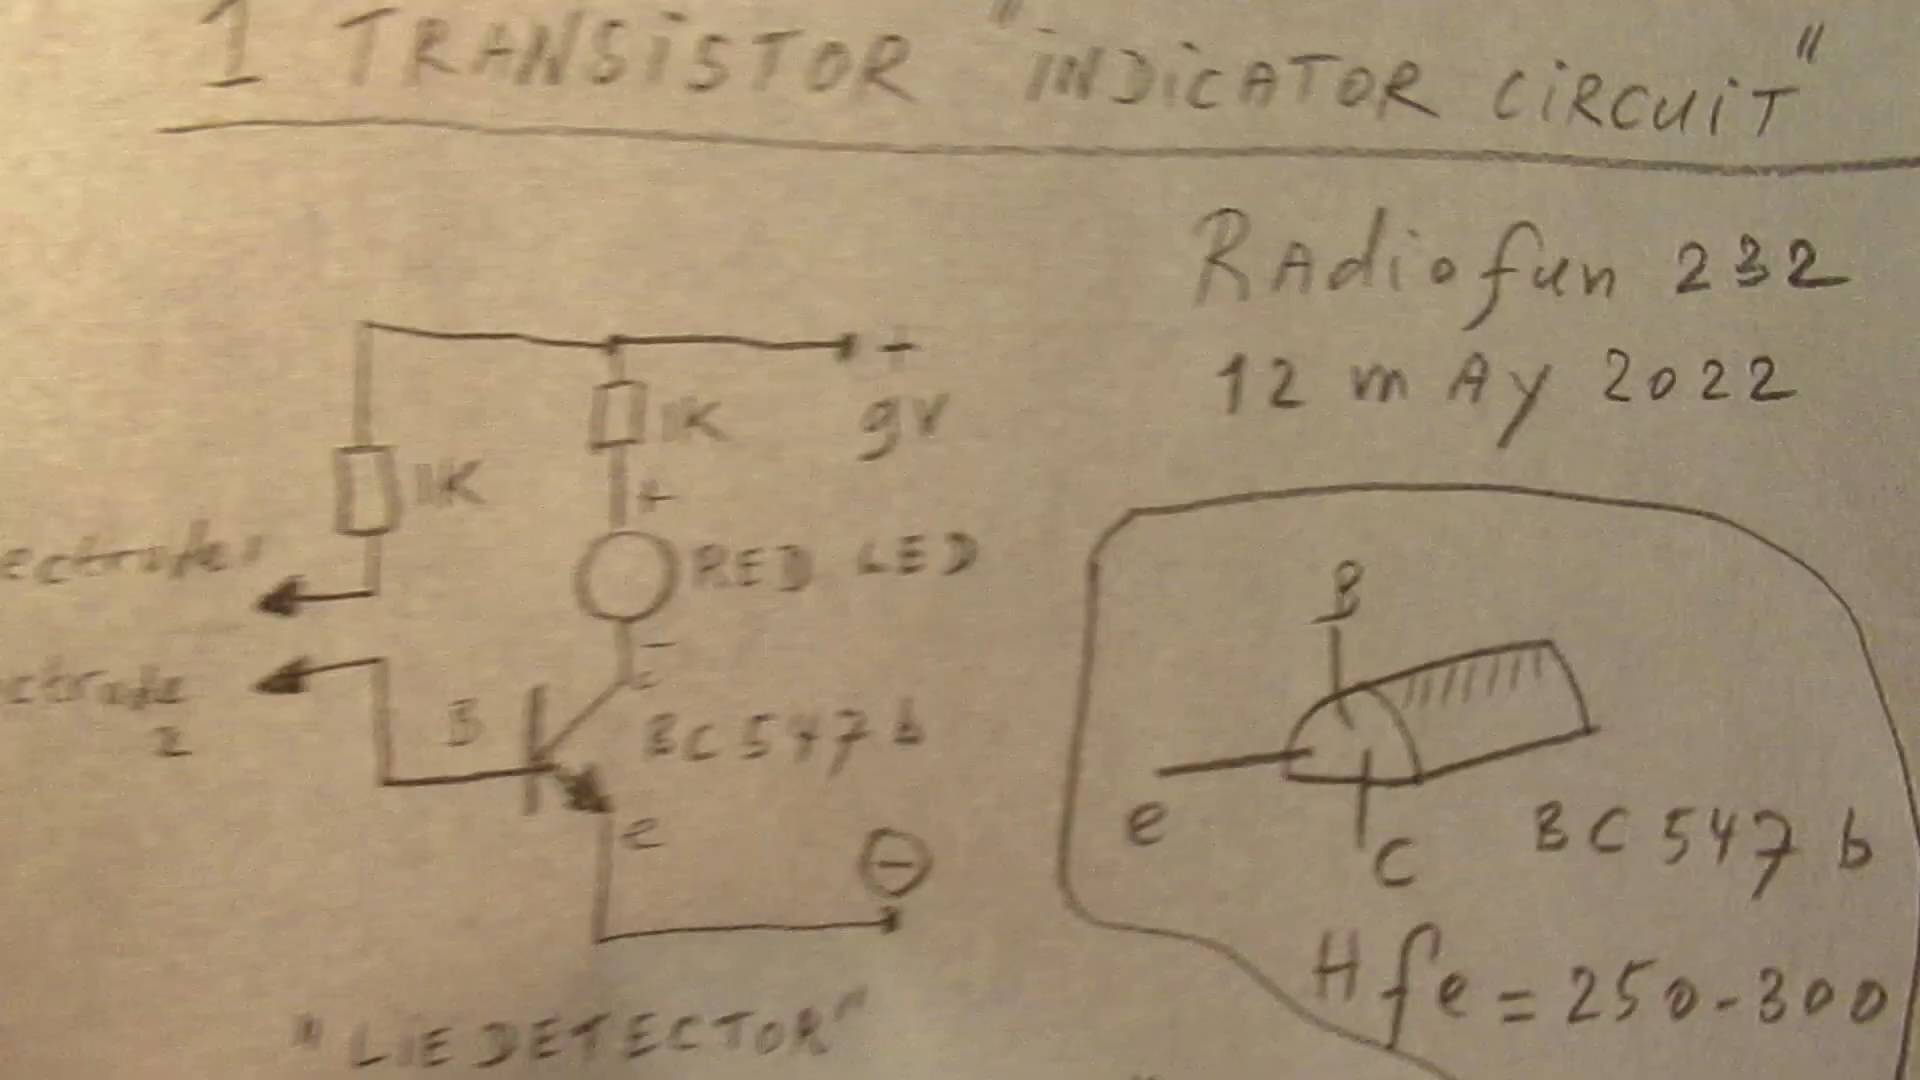 1 TRANSISTOR "iNDiCATOR CiRCUiT"
RAdiofun 232
12 mAy 2022
+
9V
1K
1K
+
RED LED
-
C
B
BC547b
e
-
2
"LiE DETECTOR"
B
e
C
BC547b
Hfe = 250-300